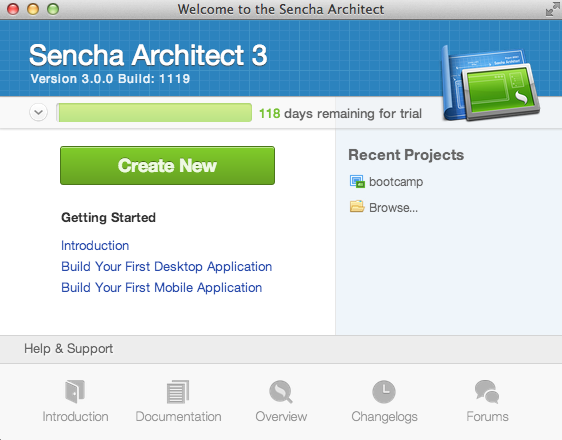 Welcome to the Sencha Architect
Sencha Architect 3
Version 3.0.0 Build: 1119
118 days remaining for trial
Create New
Getting Started
Introduction
Build Your First Desktop Application
Build Your First Mobile Application
Recent Projects
bootcamp
Browse...
Help & Support
Introduction
Documentation
Overview
Changelogs
Forums